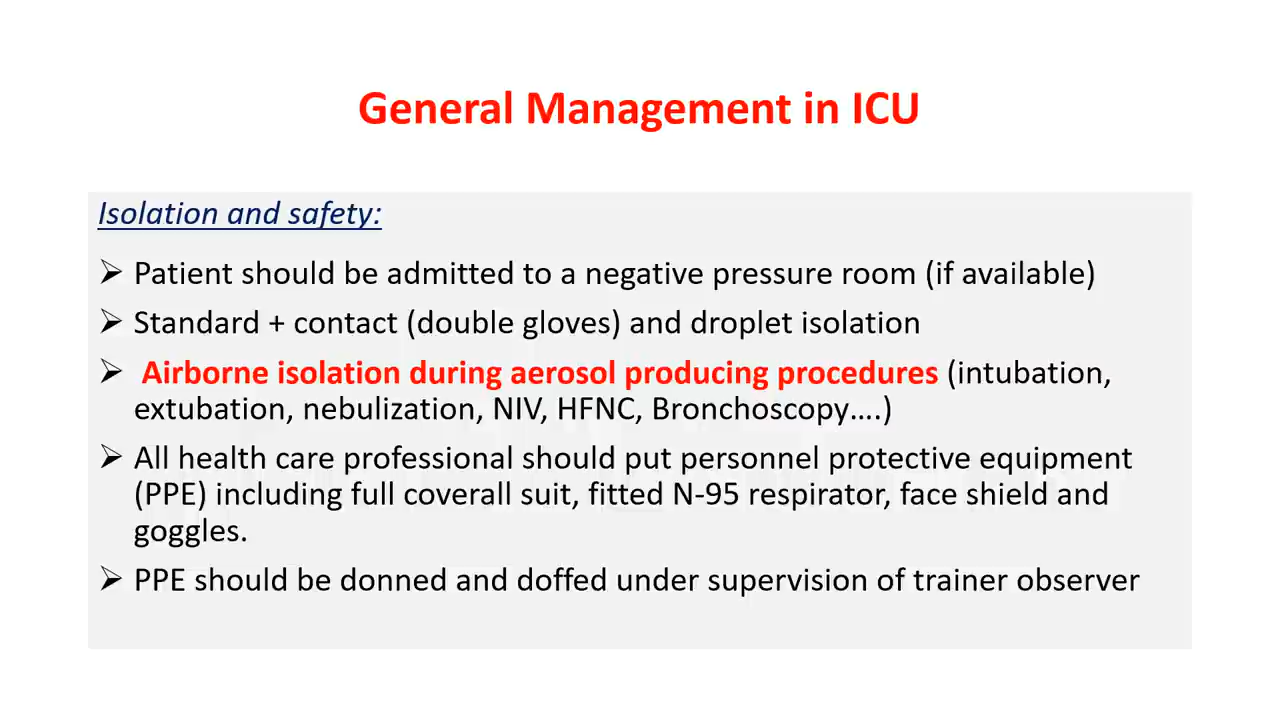 General Management in ICU
Isolation and safety:
➢ Patient should be admitted to a negative pressure room (if available)
➢ Standard + contact (double gloves) and droplet isolation
➢ Airborne isolation during aerosol producing procedures (intubation,
extubation, nebulization, NIV, HFNC, Bronchoscopy….)
➢ All health care professional should put personnel protective equipment
(PPE) including full coverall suit, fitted N-95 respirator, face shield and
goggles.
➢ PPE should be donned and doffed under supervision of trainer observer